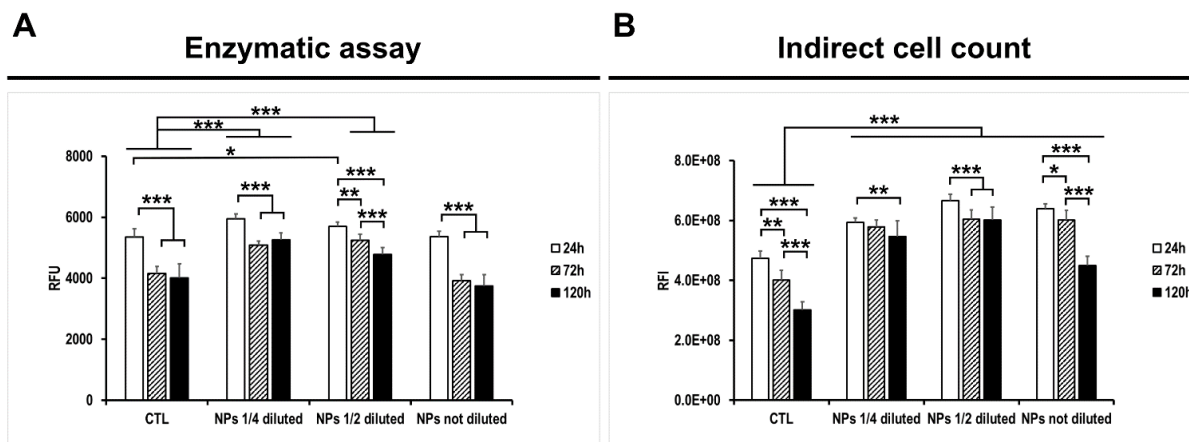 A
Enzymatic assay
***
***
*
***
***
**
***
***
8000
6000
4000
2000
0
RFU
CTL
NPs 1/4 diluted
NPs 1/2 diluted
NPs not diluted
24h
72h
120h
B
Indirect cell count
***
***
**
***
**
***
***
*
***
8.0E+08
6.0E+08
4.0E+08
2.0E+08
0.0E+00
RFI
CTL
NPs 1/4 diluted
NPs 1/2 diluted
NPs not diluted
24h
72h
120h